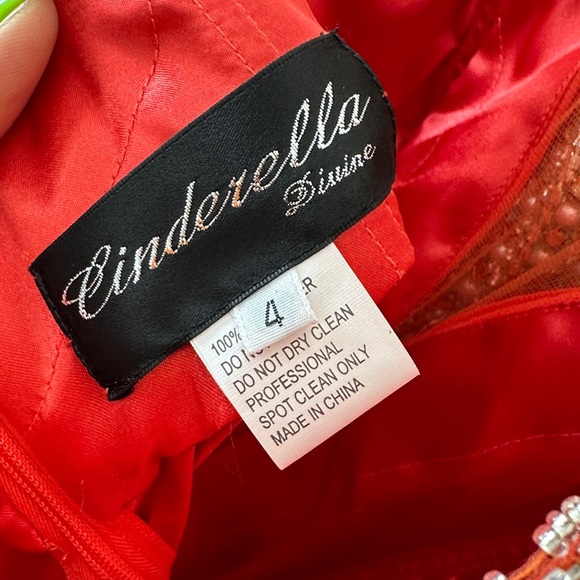 Cinderella
Divine
4
100%
DO NOT DRY CLEAN
PROFESSIONAL
SPOT CLEAN ONLY
MADE IN CHINA